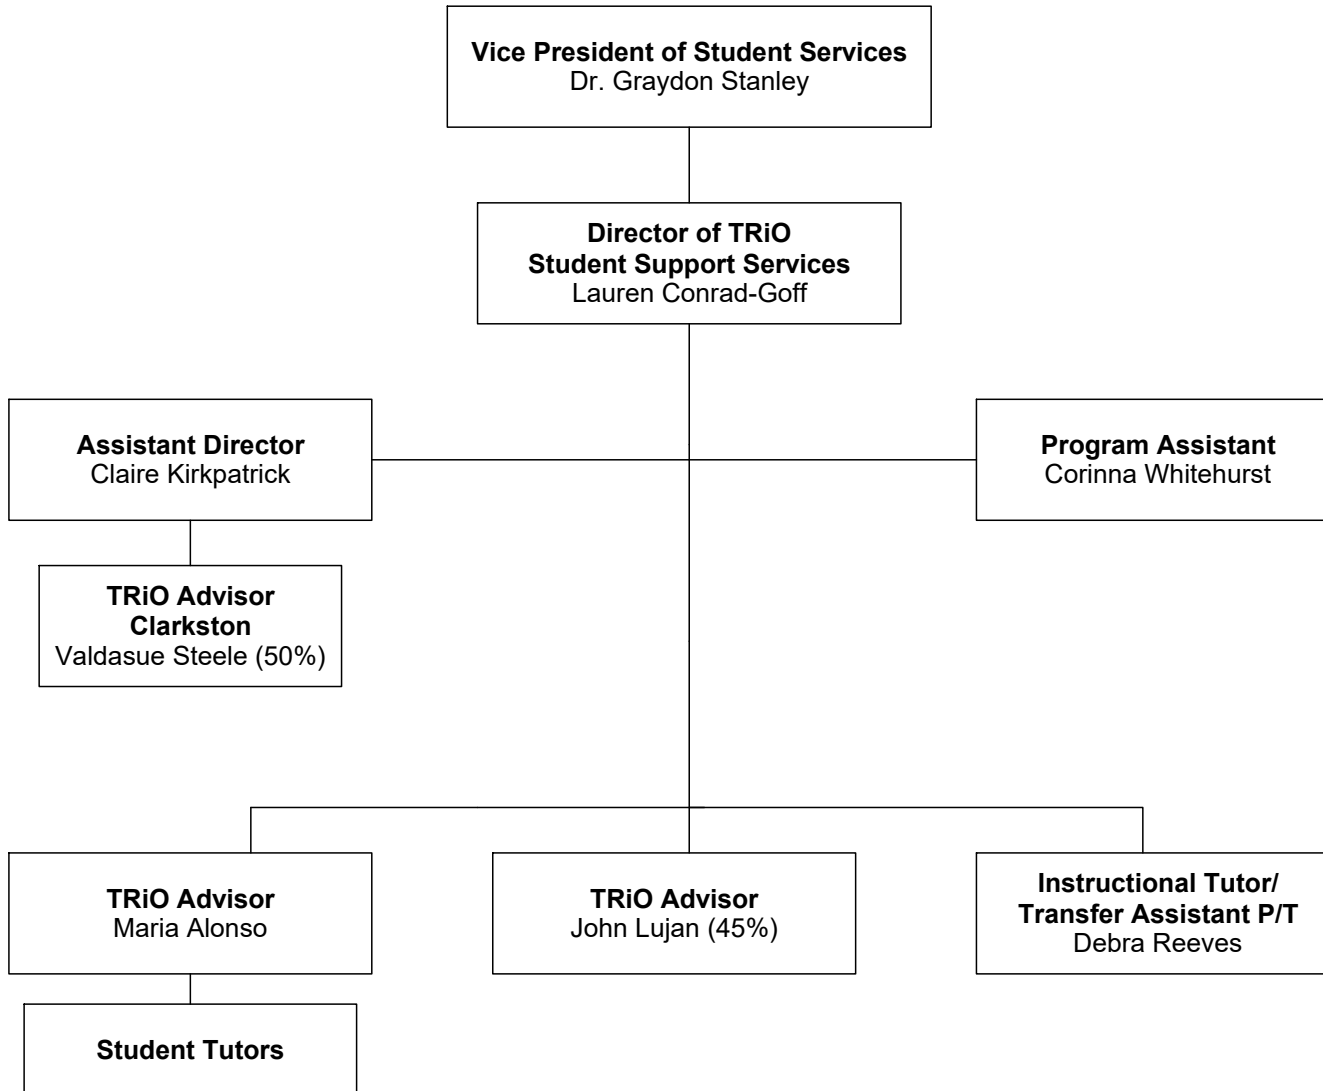 Vice President of Student Services
Dr. Graydon Stanley
Director of TRiO
Student Support Services
Lauren Conrad-Goff
Assistant Director
Claire Kirkpatrick
Program Assistant
Corinna Whitehurst
TRiO Advisor
Clarkston
Valdasue Steele (50%)
TRiO Advisor
Maria Alonso
TRiO Advisor
John Lujan (45%)
Instructional Tutor/
Transfer Assistant P/T
Debra Reeves
Student Tutors